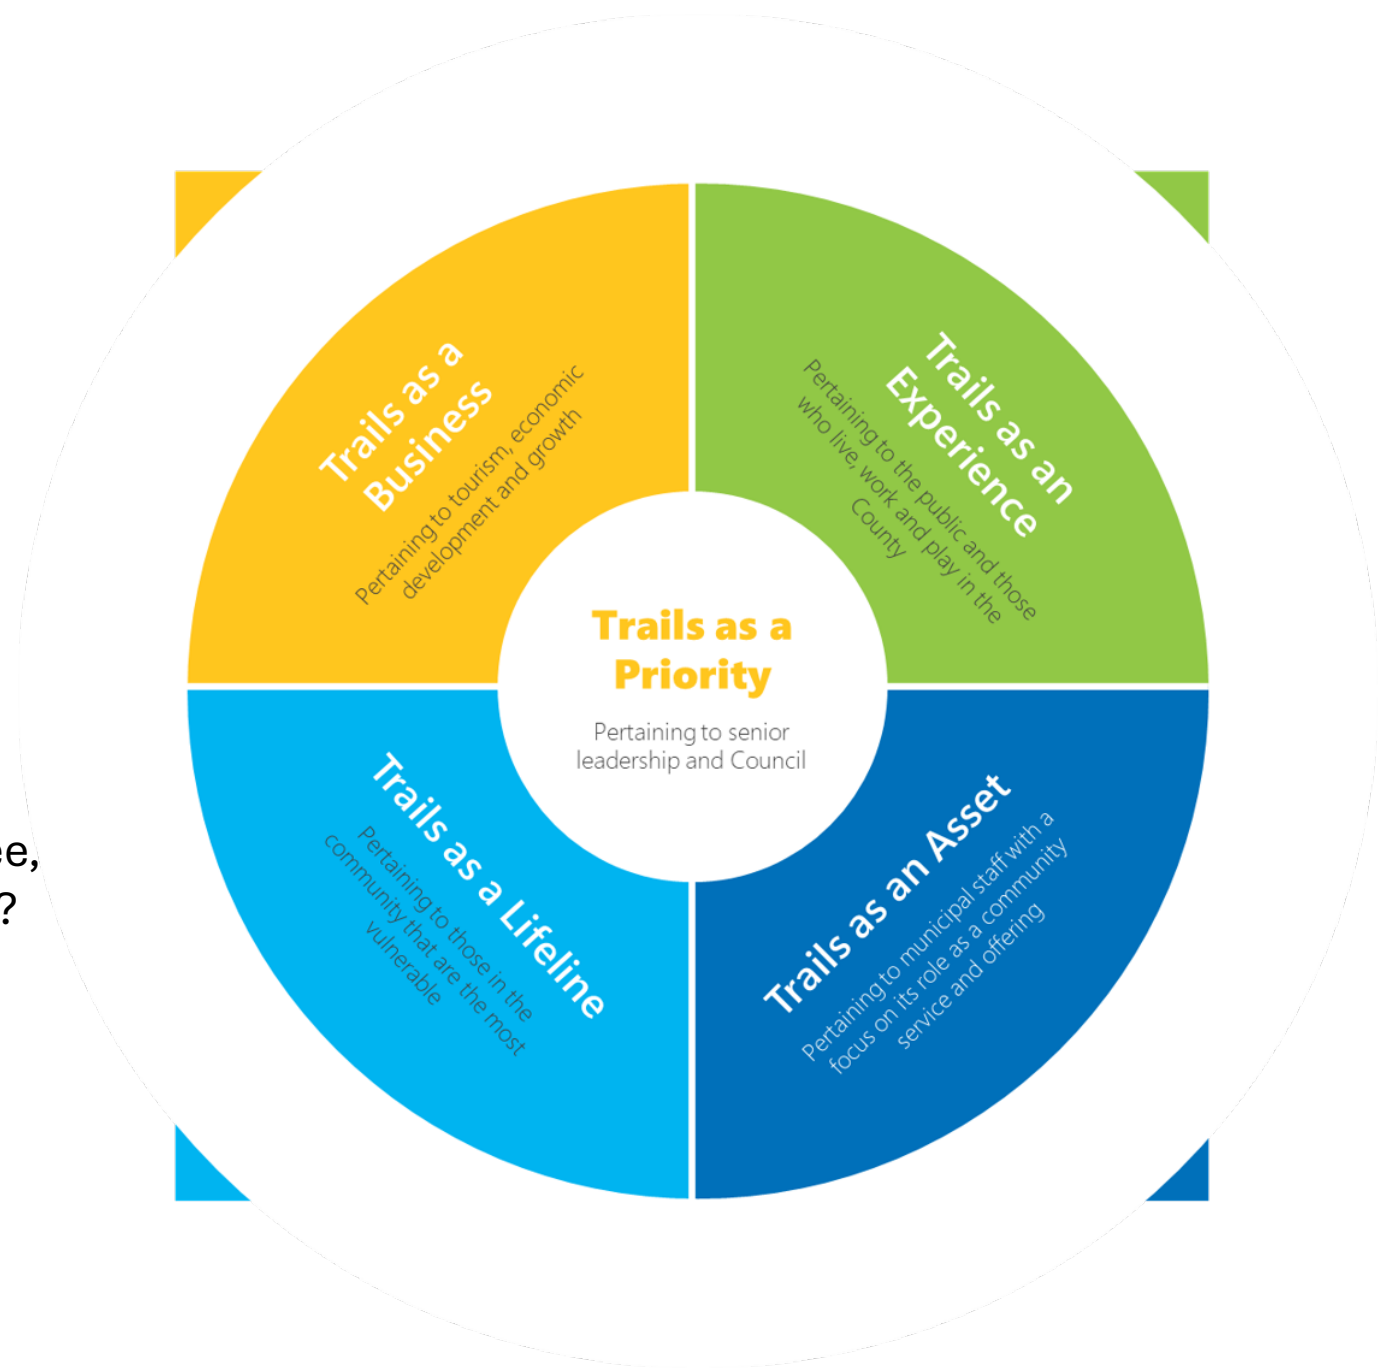 Trails as a
Business
Pertaining to tourism, economic
development and growth
Trails as an
Experience
Pertaining to the public and those
who live, work and play in the
County
Trails as a
Priority
Pertaining to senior
leadership and Council
Trails as a Lifeline
Pertaining to those in the
community that are the most
vulnerable
Trails as an Asset
Pertaining to municipal staff with a
focus on its role as a community
service and offering
?